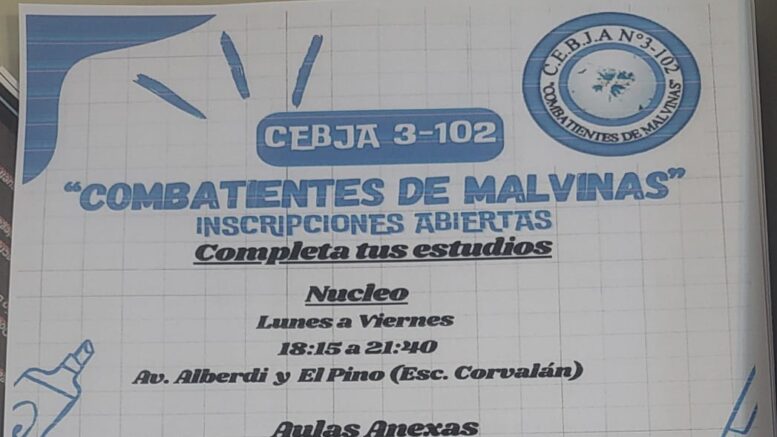 C.E.B.J.A N°3-102
"COMBATIENTES DE MALVINAS"
CEBJA 3-102
"COMBATIENTES DE MALVINAS"
INSCRIPCIONES ABIERTAS
Completa tus estudios
Nucleo
Lunes a Viernes
18:15 a 21:40
Av. Alberdi y El Pino (Esc. Corvalán)
Aulas Anexas